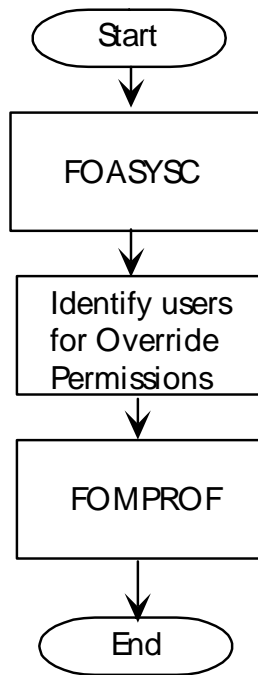 Start
FOASYSC
Identify users
for Override
Permissions
FOMPROF
End